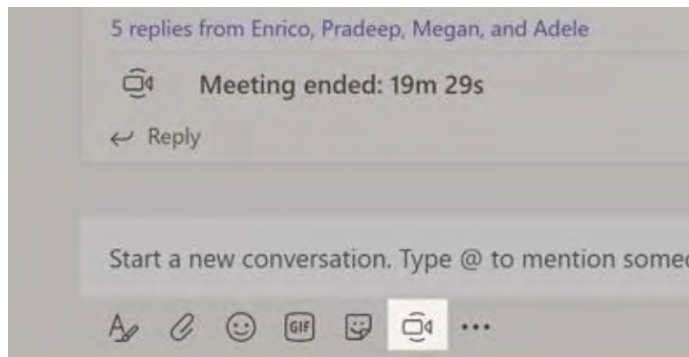 5 replies from Enrico, Pradeep, Megan, and Adele
Meeting ended: 19m 29s
Reply
Start a new conversation. Type @ to mention some
GIF